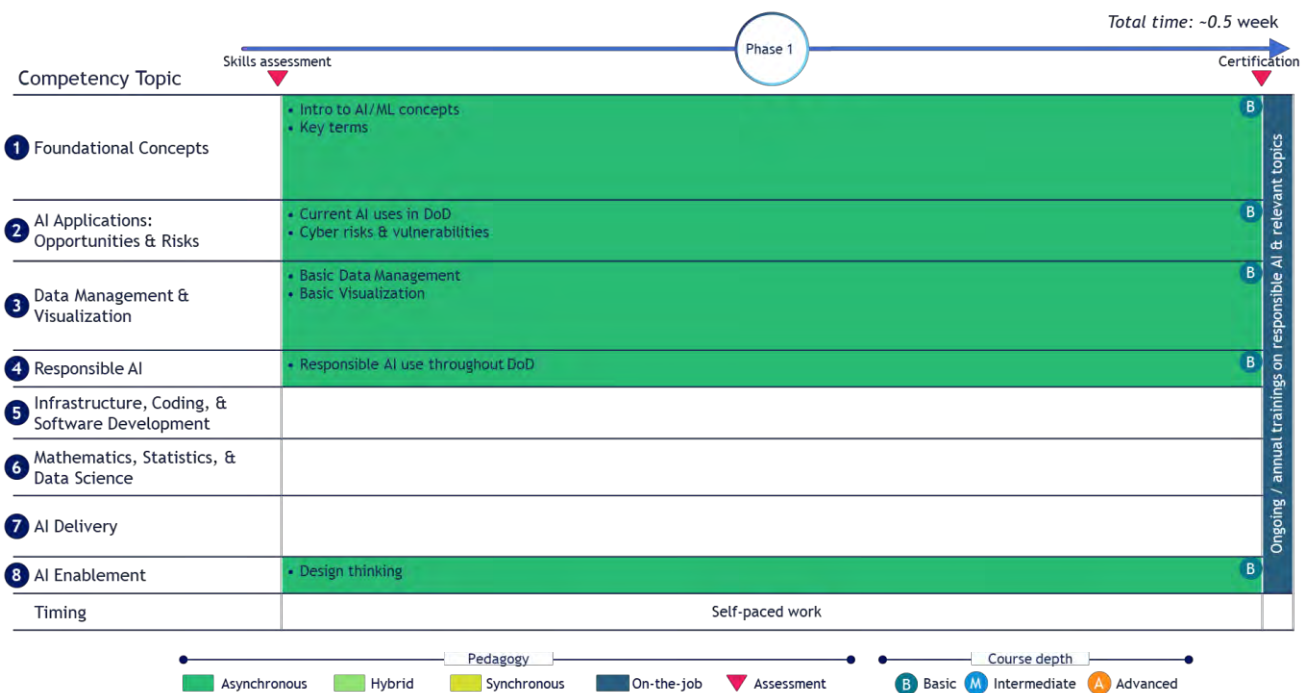 Total time: ~0.5 week
Phase 1
Skills assessment
Certification
Competency Topic
1 Foundational Concepts
• Intro to AI/ML concepts
• Key terms
B
2 AI Applications:
Opportunities & Risks
• Current AI uses in DoD
• Cyber risks & vulnerabilities
B
3 Data Management &
Visualization
• Basic Data Management
• Basic Visualization
B
4 Responsible AI
• Responsible AI use throughout DoD
B
5 Infrastructure, Coding, &
Software Development
6 Mathematics, Statistics, &
Data Science
7 AI Delivery
8 AI Enablement
• Design thinking
B
Ongoing / annual trainings on responsible AI & relevant topics
Timing
Self-paced work
Pedagogy
Course depth
Asynchronous
Hybrid
Synchronous
On-the-job
Assessment
B Basic
M Intermediate
A Advanced